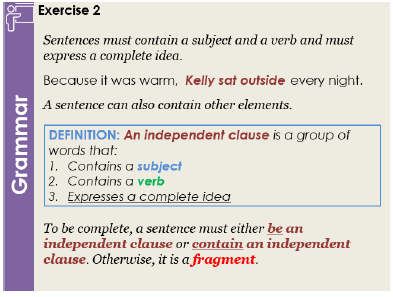 Exercise 2
Grammar
Sentences must contain a subject and a verb and must
express a complete idea.
Because it was warm, Kelly sat outside every night.
A sentence can also contain other elements.
DEFINITION: An independent clause is a group of
words that:
1. Contains a subject
2. Contains a verb
3. Expresses a complete idea
To be complete, a sentence must either be an
independent clause or contain an independent
clause. Otherwise, it is a fragment.